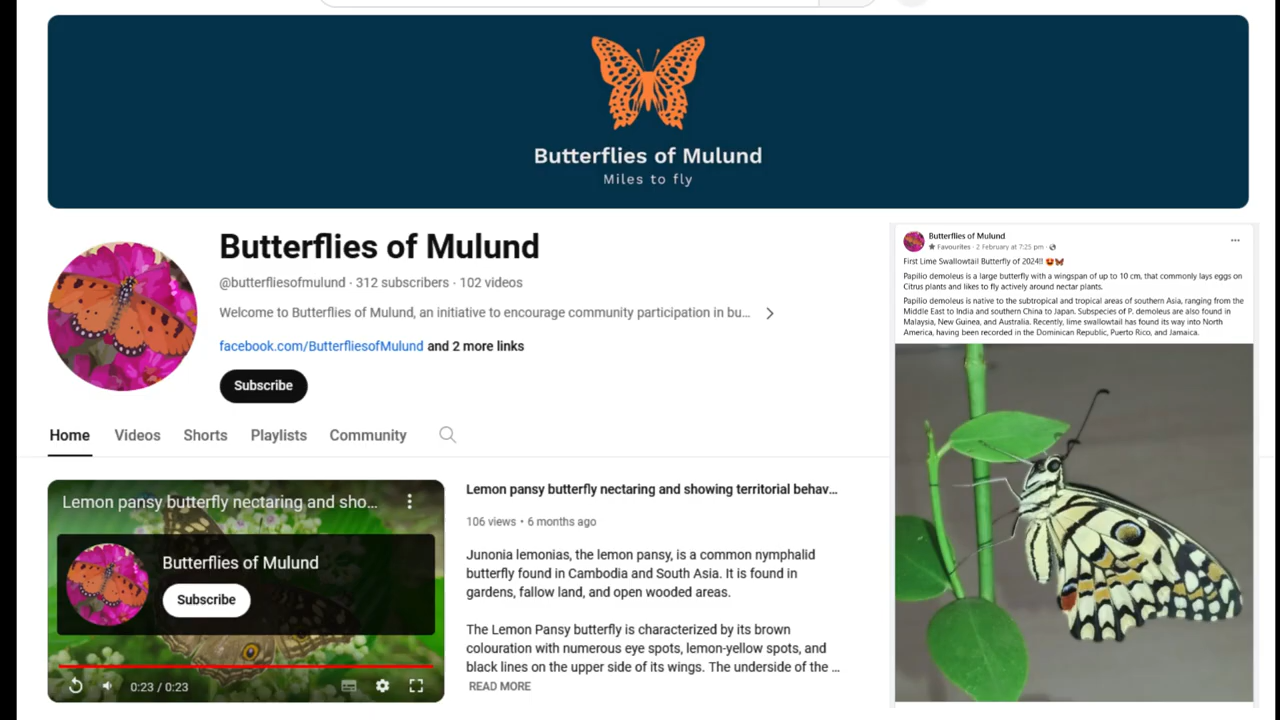 Butterflies of Mulund
Miles to fly
Butterflies of Mulund
@butterfliesofmulund · 312 subscribers · 102 videos
Welcome to Butterflies of Mulund, an initiative to encourage community participation in bu...
facebook.com/ButterfliesofMulund and 2 more links
Subscribe
Home Videos Shorts Playlists Community
Lemon pansy butterfly nectaring and sho...
Butterflies of Mulund
Subscribe
0:23 / 0:23
Lemon pansy butterfly nectaring and showing territorial behav...
106 views • 6 months ago
Junonia lemonias, the lemon pansy, is a common nymphalid
butterfly found in Cambodia and South Asia. It is found in
gardens, fallow land, and open wooded areas.
The Lemon Pansy butterfly is characterized by its brown
colouration with numerous eye spots, lemon-yellow spots, and
black lines on the upper side of its wings. The underside of the ...
READ MORE
Butterflies of Mulund
Favourites · 2 February at 7:25 pm ·
First Lime Swallowtail Butterfly of 2024!! 😍🦋
Papilio demoleus is a large butterfly with a wingspan of up to 10 cm, that commonly lays eggs on
Citrus plants and likes to fly actively around nectar plants.
Papilio demoleus is native to the subtropical and tropical areas of southern Asia, ranging from the
Middle East to India and southern China to Japan. Subspecies of P. demoleus are also found in
Malaysia, New Guinea, and Australia. Recently, lime swallowtail has found its way into North
America, having been recorded in the Dominican Republic, Puerto Rico, and Jamaica.